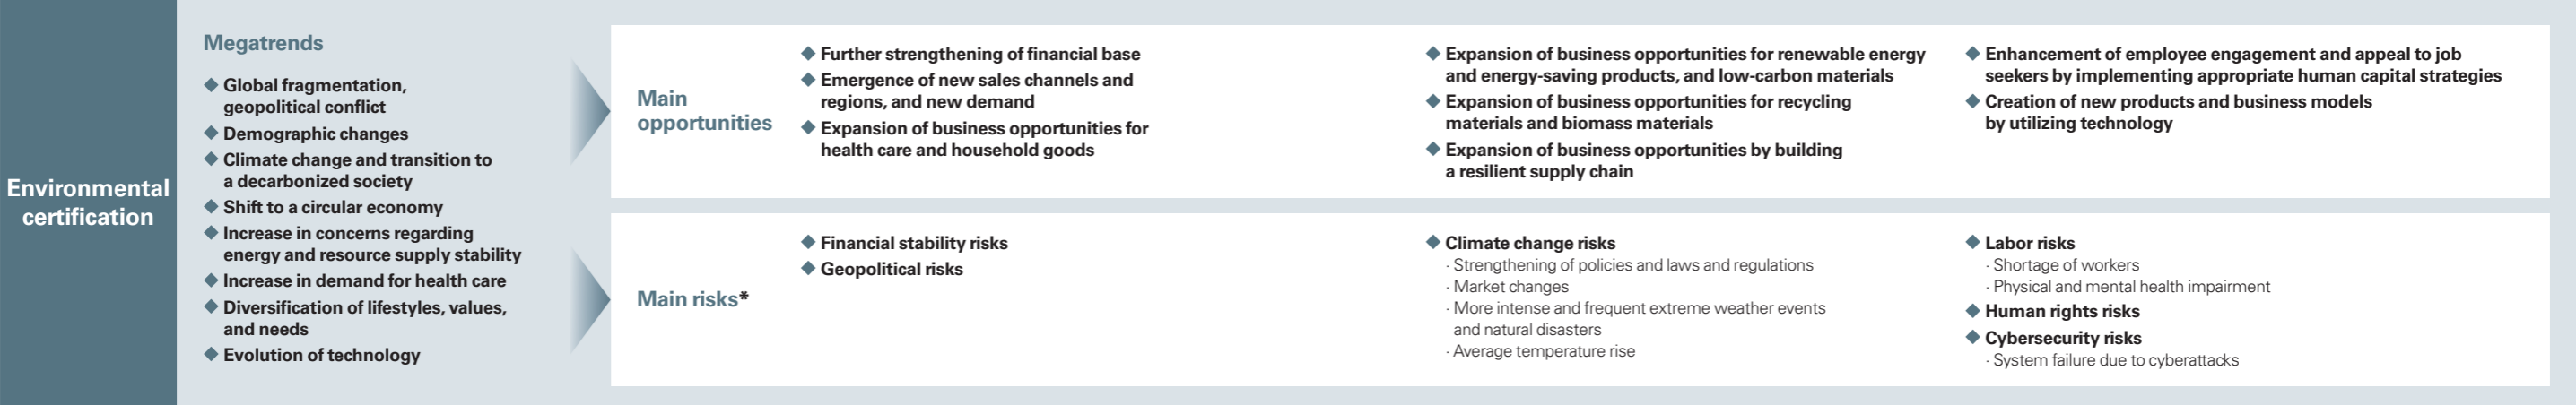 Environmental
certification
Megatrends
◆ Global fragmentation,
geopolitical conflict
◆ Demographic changes
◆ Climate change and transition to
a decarbonized society
◆ Shift to a circular economy
◆ Increase in concerns regarding
energy and resource supply stability
◆ Increase in demand for health care
◆ Diversification of lifestyles, values,
and needs
◆ Evolution of technology
Main
opportunities
◆ Further strengthening of financial base
◆ Emergence of new sales channels and
regions, and new demand
◆ Expansion of business opportunities for
health care and household goods
◆ Expansion of business opportunities for renewable energy
and energy-saving products, and low-carbon materials
◆ Expansion of business opportunities for recycling
materials and biomass materials
◆ Expansion of business opportunities by building
a resilient supply chain
◆ Enhancement of employee engagement and appeal to job
seekers by implementing appropriate human capital strategies
◆ Creation of new products and business models
by utilizing technology
Main risks*
◆ Financial stability risks
◆ Geopolitical risks
◆ Climate change risks
· Strengthening of policies and laws and regulations
· Market changes
· More intense and frequent extreme weather events
and natural disasters
· Average temperature rise
◆ Labor risks
· Shortage of workers
· Physical and mental health impairment
◆ Human rights risks
◆ Cybersecurity risks
· System failure due to cyberattacks